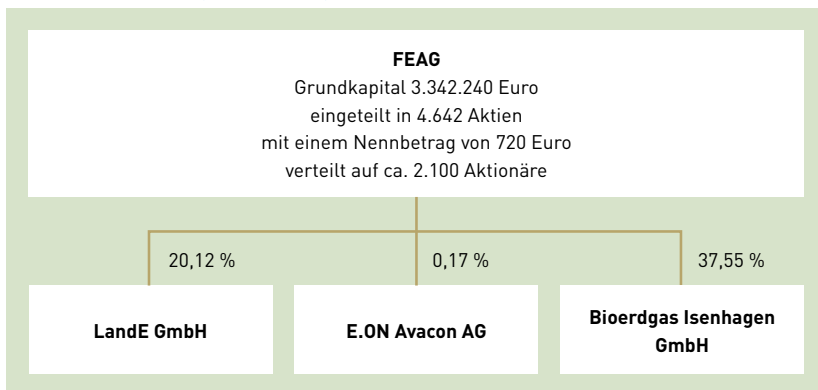 FEAG
Grundkapital 3.342.240 Euro
eingeteilt in 4.642 Aktien
mit einem Nennbetrag von 720 Euro
verteilt auf ca. 2.100 Aktionäre
20,12 %
0,17 %
37,55 %
LandE GmbH
E.ON Avacon AG
Bioerdgas Isenhagen
GmbH